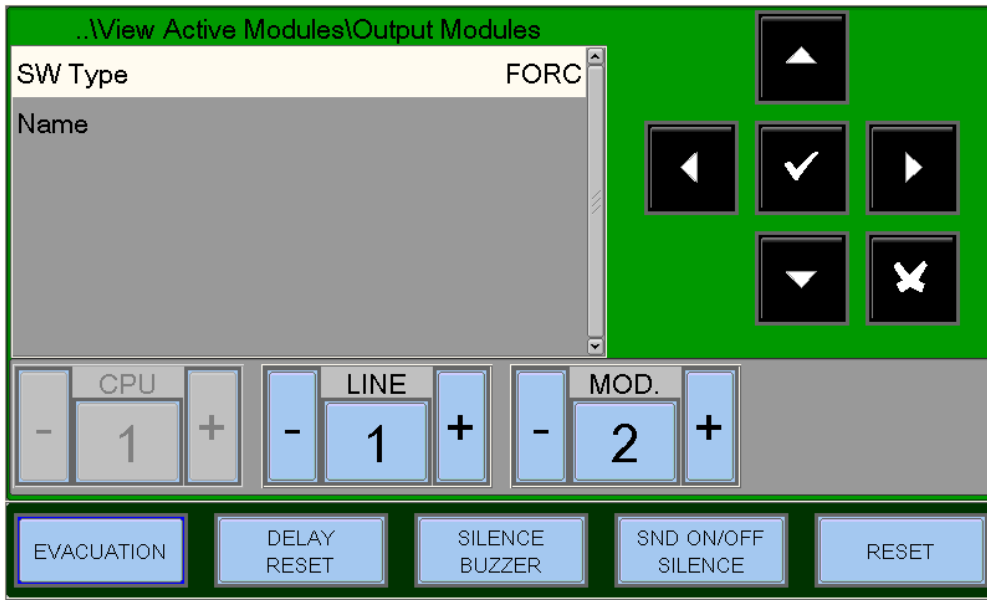 ..\View Active Modules\Output Modules
SW Type FORC
Name
CPU LINE MOD.
- 1 + - 1 + - 2 +
EVACUATION
DELAY
RESET
SILENCE
BUZZER
SND ON/OFF
SILENCE
RESET